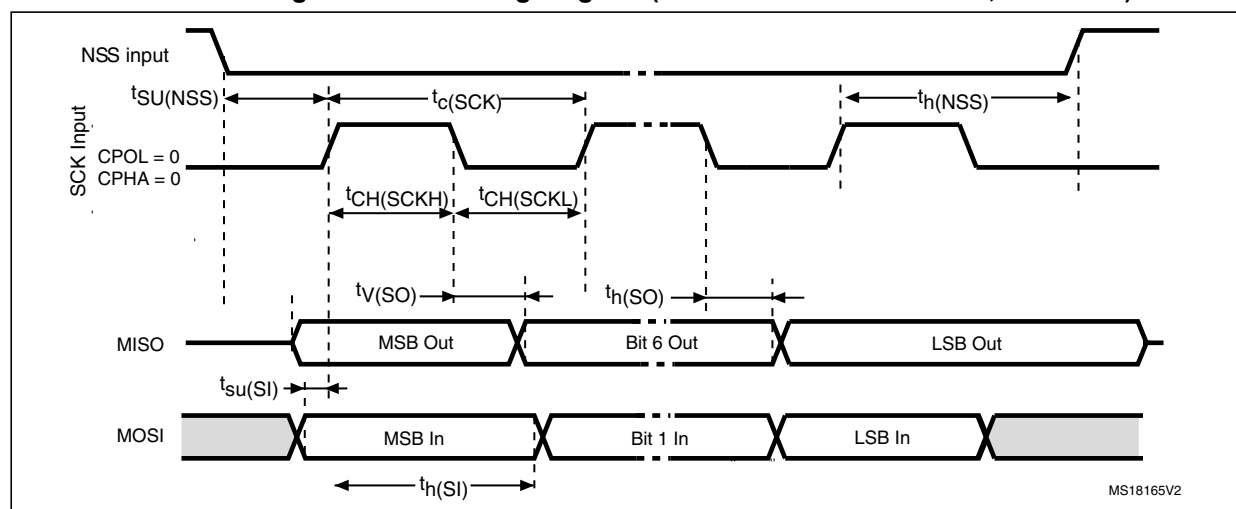 NSS input
tSU(NSS)
tc(SCK)
th(NSS)
SCK Input
CPOL = 0
CPHA = 0
tCH(SCKH)
tCH(SCKL)
tV(SO)
th(SO)
MISO
MSB Out
Bit 6 Out
LSB Out
tsu(SI)
MOSI
MSB In
Bit 1 In
LSB In
th(SI)
MS18165V2